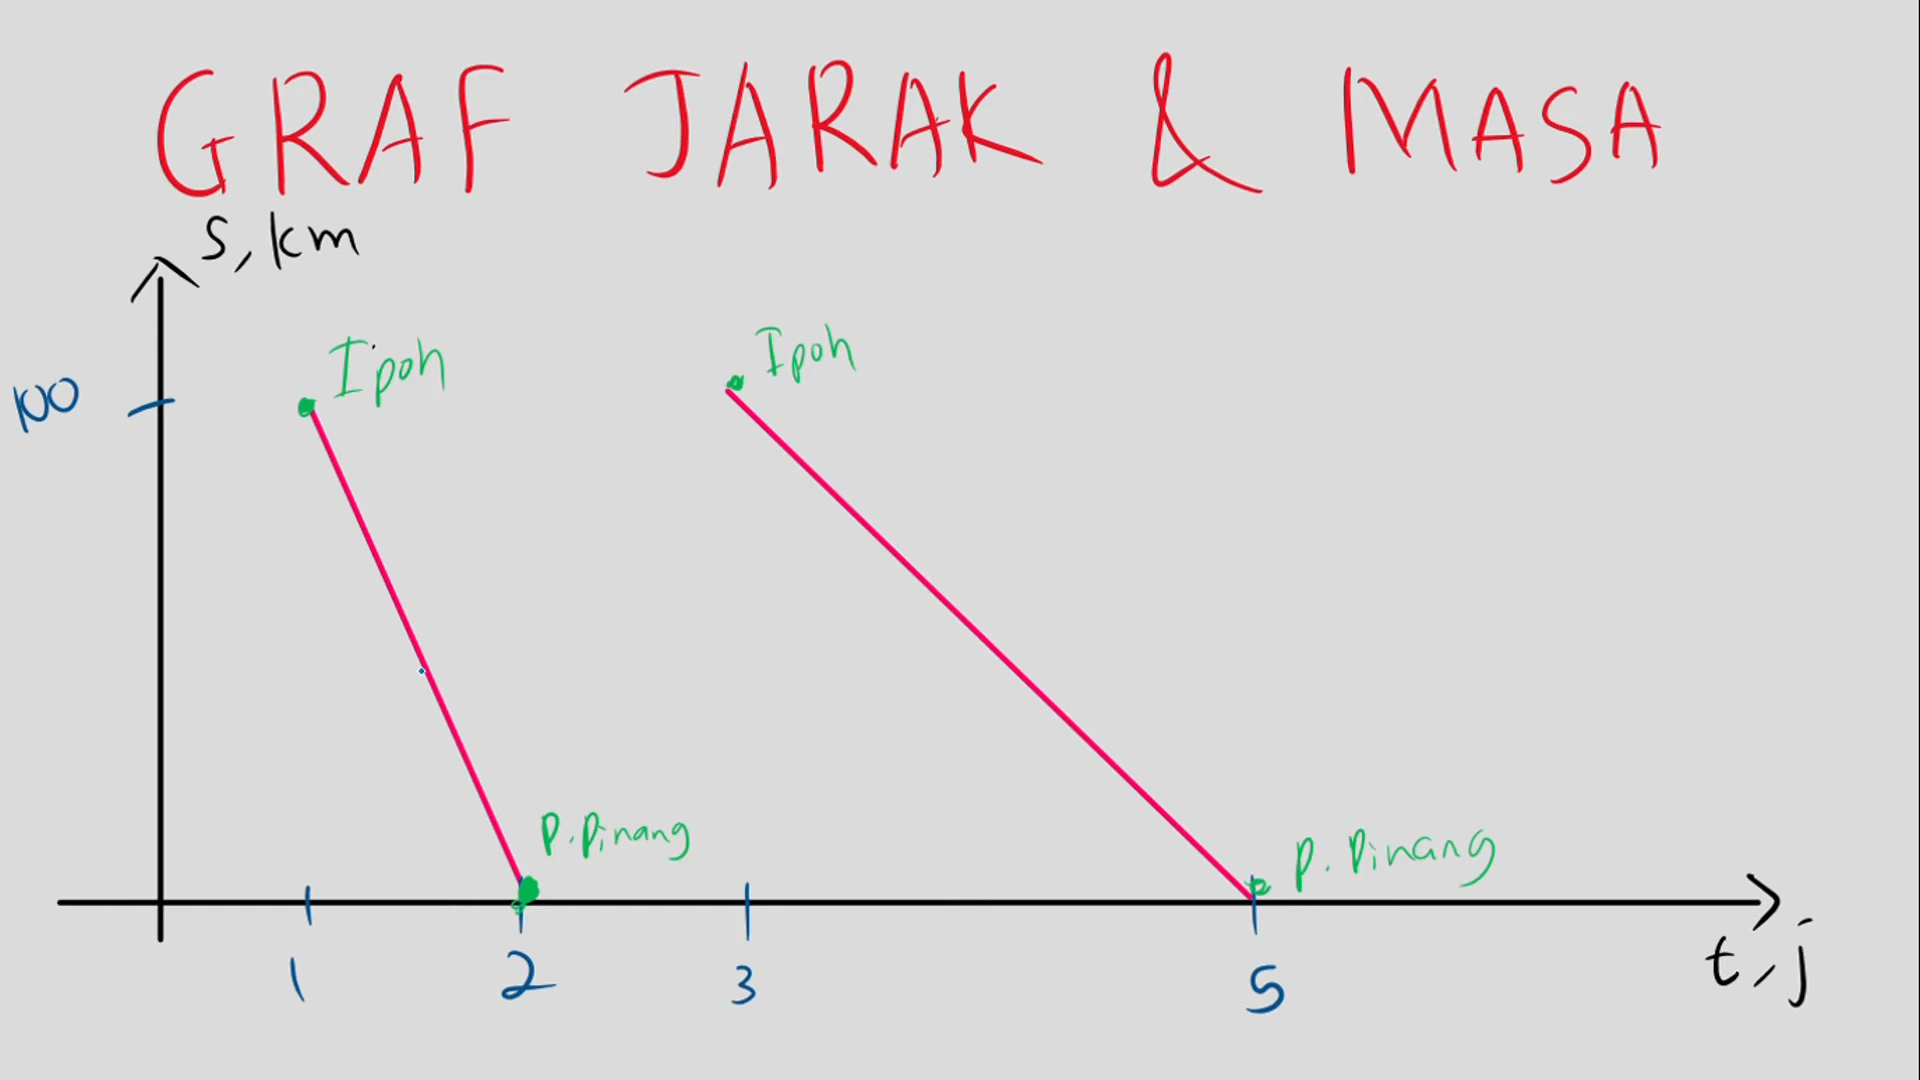 GRAF JARAK & MASA
s, km
100
Ipoh
Ipoh
P. Pinang
P. Pinang
1
2
3
5
t, j